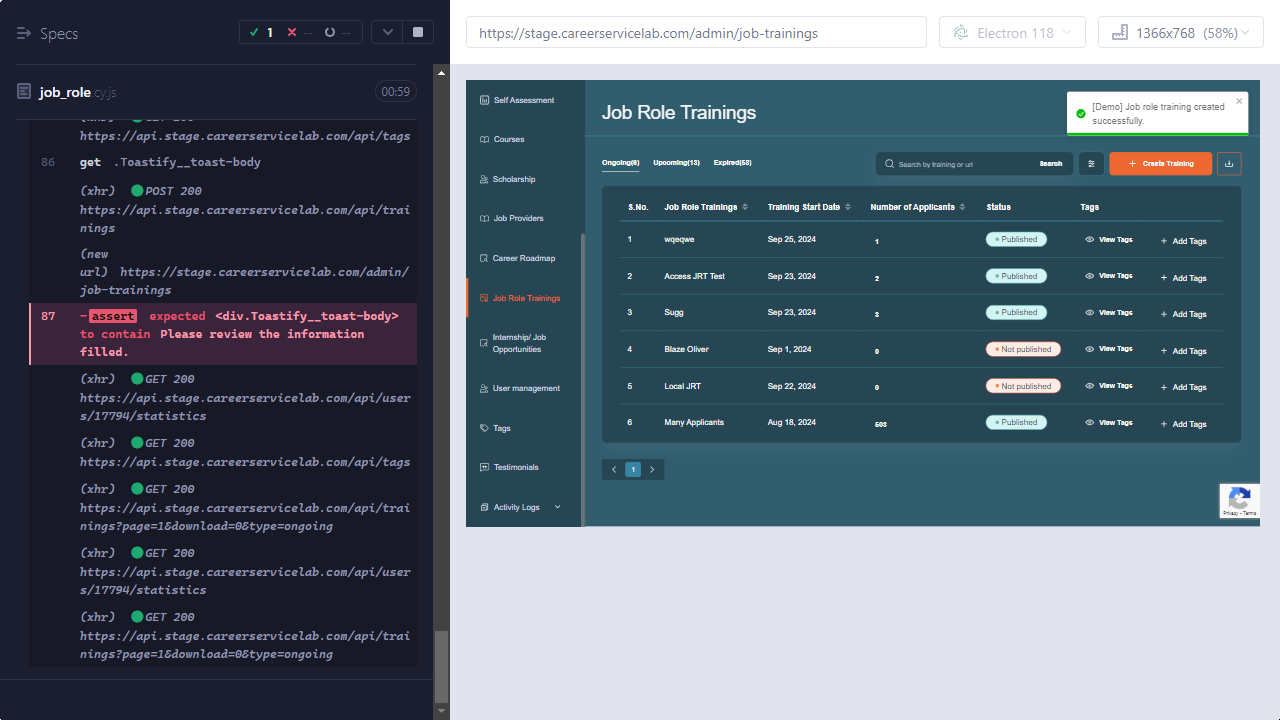 Specs
1
--
--
job_role.cy.js
00:59
https://api.stage.careerservicelab.com/api/tags
86 get .Toastify__toast-body
(xhr) POST 200
https://api.stage.careerservicelab.com/api/trai
nings
(new
url) https://stage.careerservicelab.com/admin/
job-trainings
87 -assert expected <div.Toastify__toast-body>
to contain Please review the information
filled.
(xhr) GET 200
https://api.stage.careerservicelab.com/api/user
s/17794/statistics
(xhr) GET 200
https://api.stage.careerservicelab.com/api/tags
(xhr) GET 200
https://api.stage.careerservicelab.com/api/trai
nings?page=1&download=0&type=ongoing
(xhr) GET 200
https://api.stage.careerservicelab.com/api/user
s/17794/statistics
(xhr) GET 200
https://api.stage.careerservicelab.com/api/trai
nings?page=1&download=0&type=ongoing
https://stage.careerservicelab.com/admin/job-trainings
Electron 118
1366x768 (58%)
Self Assessment
Courses
Scholarship
Job Providers
Career Roadmap
Job Role Trainings
Internship/ Job
Opportunities
User management
Tags
Testimonials
Activity Logs
Job Role Trainings
[Demo] Job role training created
successfully.
Ongoing(6) Upcoming(13) Expired(53)
Search by training or url
Search
Create Training
S.No. Job Role Trainings Training Start Date Number of Applicants Status Tags
1 wqeqwe Sep 25, 2024 1 Published View Tags + Add Tags
2 Access JRT Test Sep 23, 2024 2 Published View Tags + Add Tags
3 Sugg Sep 23, 2024 3 Published View Tags + Add Tags
4 Blaze Oliver Sep 1, 2024 0 Not published View Tags + Add Tags
5 Local JRT Sep 22, 2024 0 Not published View Tags + Add Tags
6 Many Applicants Aug 18, 2024 503 Published View Tags + Add Tags
1
Privacy - Terms